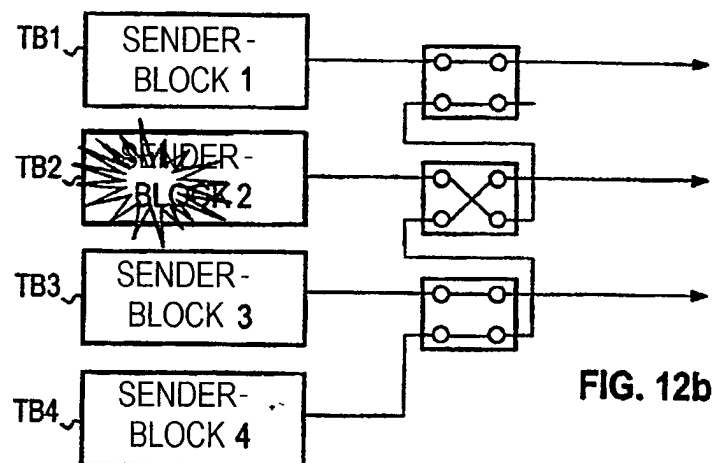 TB1
SENDER-
BLOCK 1
TB2
SENDER-
BLOCK 2
TB3
SENDER-
BLOCK 3
TB4
SENDER-
BLOCK 4
FIG. 12b